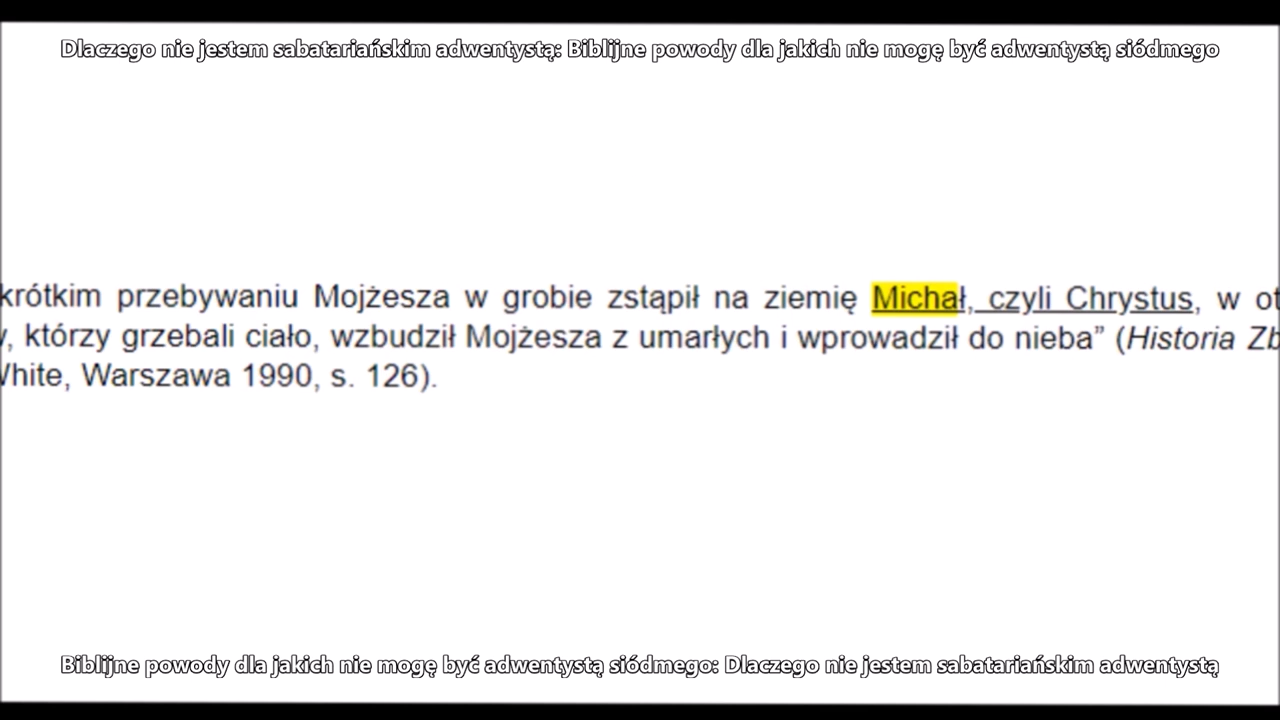 Dlaczego nie jestem sabatariańskim adwentystą: Biblijne powody dla jakich nie mogę być adwentystą siódmego
krótkim przebywaniu Mojżesza w grobie zstąpił na ziemię Michał, czyli Chrystus, w
którzy grzebali ciało, wzbudził Mojżesza z umarłych i wprowadził do nieba” (Historia
White, Warszawa 1990, s. 126).
Biblijne powody dla jakich nie mogę być adwentystą siódmego: Dlaczego nie jestem sabatariańskim adwentystą